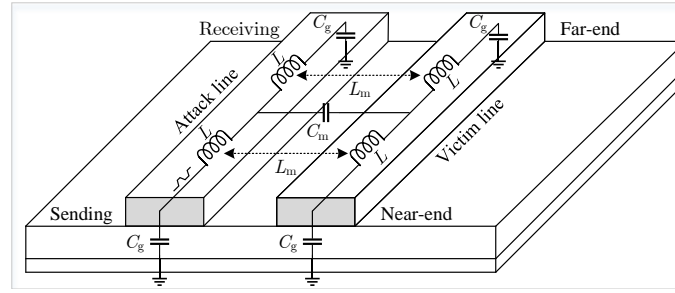 Receiving
C_g
C_g
Far-end
Attack line
L
L
L_m
L
C_m
L
L_m
Victim line
Sending
Near-end
C_g
C_g